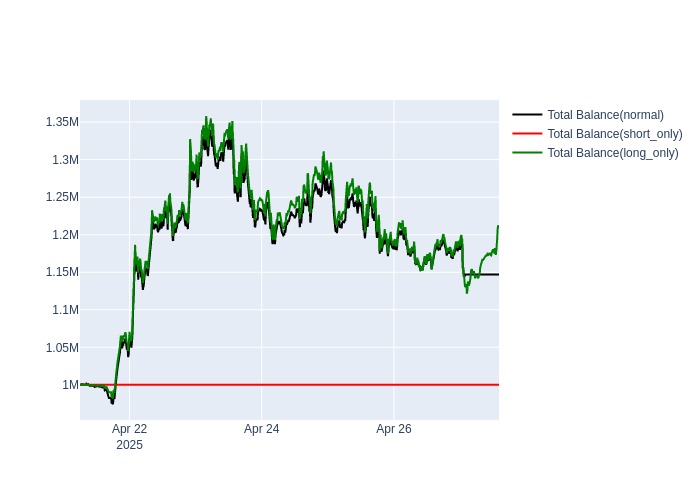 1.35M
1.3M
1.25M
1.2M
1.15M
1.1M
1.05M
1M
Apr 22
2025
Apr 24
Apr 26
Total Balance(normal)
Total Balance(short_only)
Total Balance(long_only)